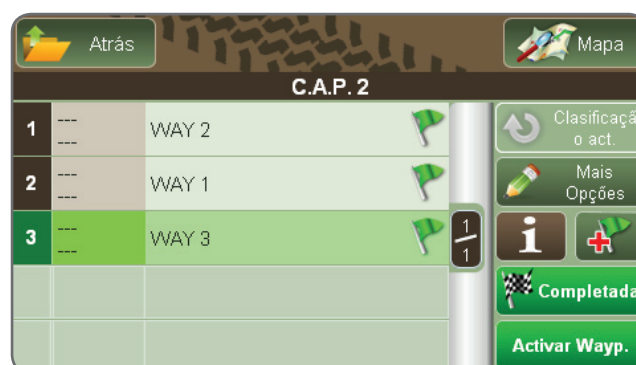 Atrás
Mapa
C.A.P. 2
1 --- --- WAY 2
2 --- --- WAY 1
3 --- --- WAY 3
1
1
Clasificaçã
o act.
Mais
Opções
i
Completada
Activar Wayp.